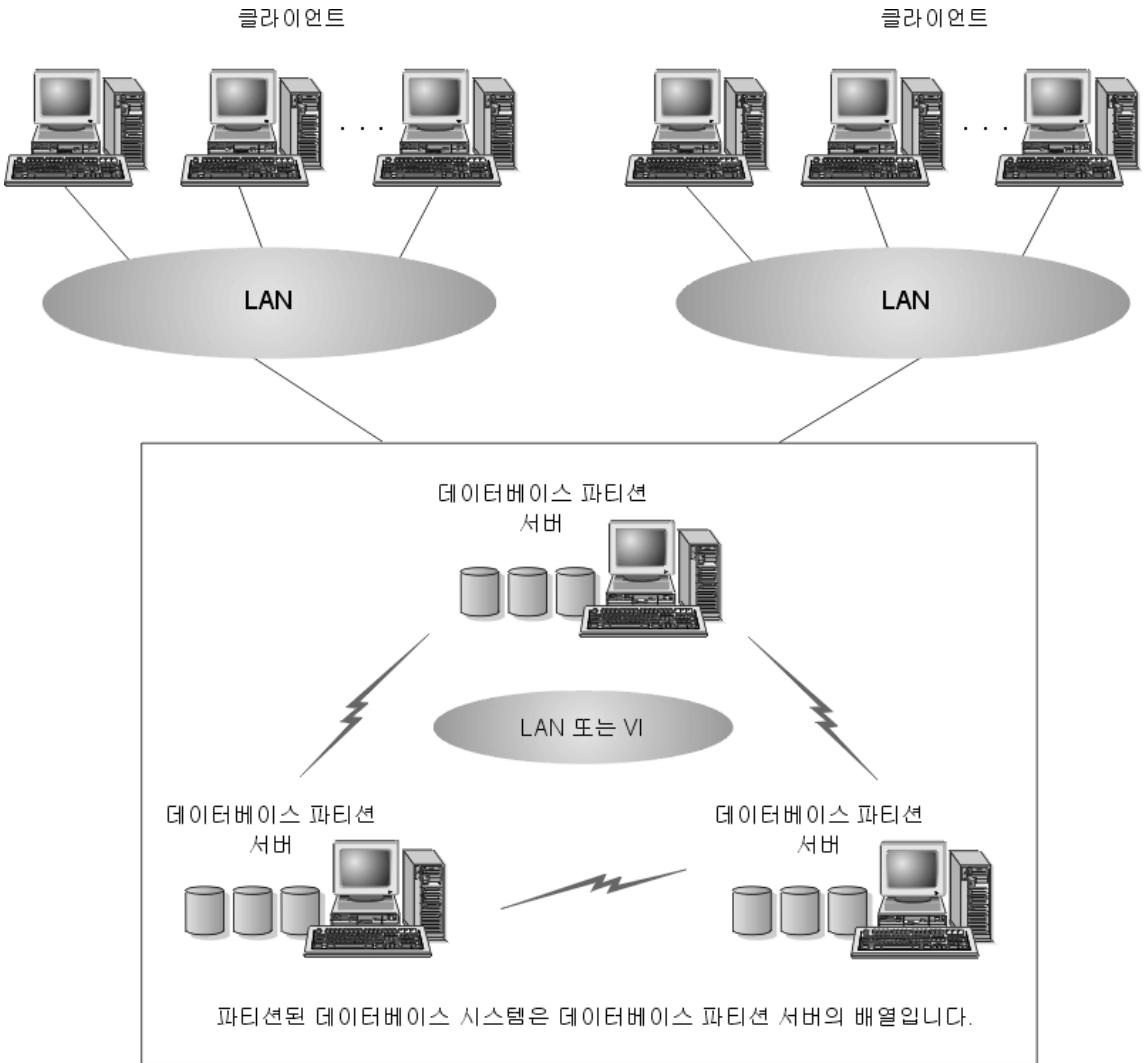 클라이언트
클라이언트
. . .
. . .
LAN
LAN
데이터베이스 파티션
서버
LAN 또는 VI
데이터베이스 파티션
서버
데이터베이스 파티션
서버
파티션된 데이터베이스 시스템은 데이터베이스 파티션 서버의 배열입니다.